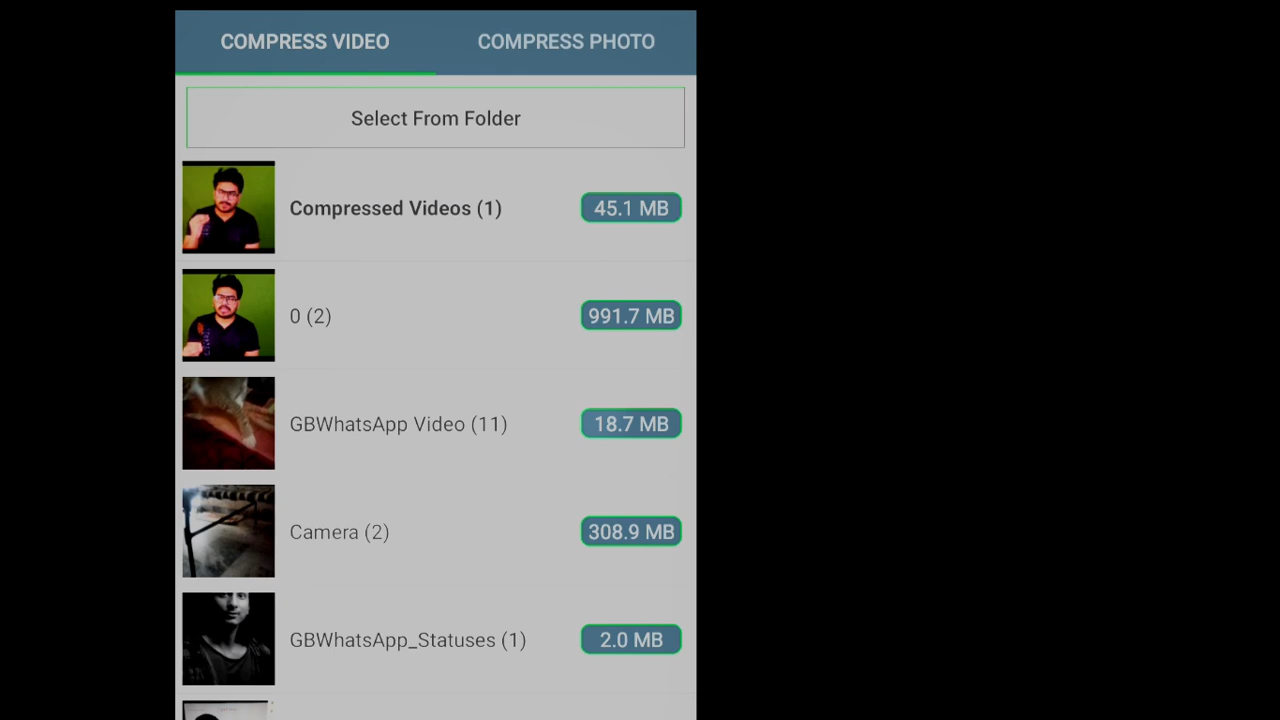 COMPRESS VIDEO COMPRESS PHOTO
Select From Folder
Compressed Videos (1) 45.1 MB
0 (2) 991.7 MB
GBWhatsApp Video (11) 18.7 MB
Camera (2) 308.9 MB
GBWhatsApp_Statuses (1) 2.0 MB